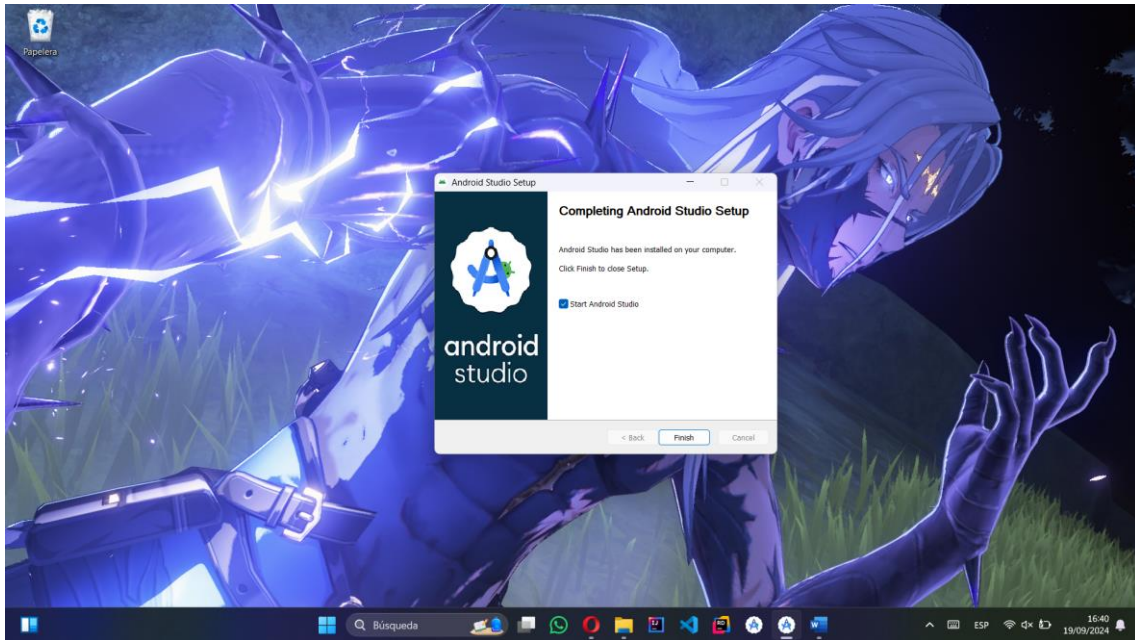 Papelera
Android Studio Setup
Completing Android Studio Setup
Android Studio has been installed on your computer.
Click Finish to close Setup.
Start Android Studio
android
studio
< Back
Finish
Cancel
Búsqueda
ESP
16:40
19/09/2024